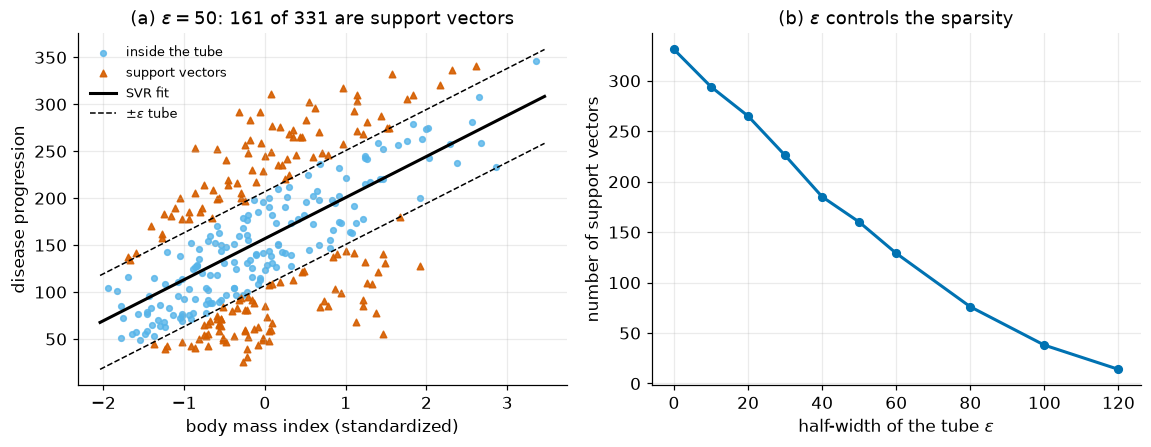 (a) ε = 50: 161 of 331 are support vectors
inside the tube
support vectors
SVR fit
±ε tube
disease progression
350
300
250
200
150
100
50
−2
−1
0
1
2
3
body mass index (standardized)
(b) ε controls the sparsity
number of support vectors
300
250
200
150
100
50
0
0
20
40
60
80
100
120
half-width of the tube ε